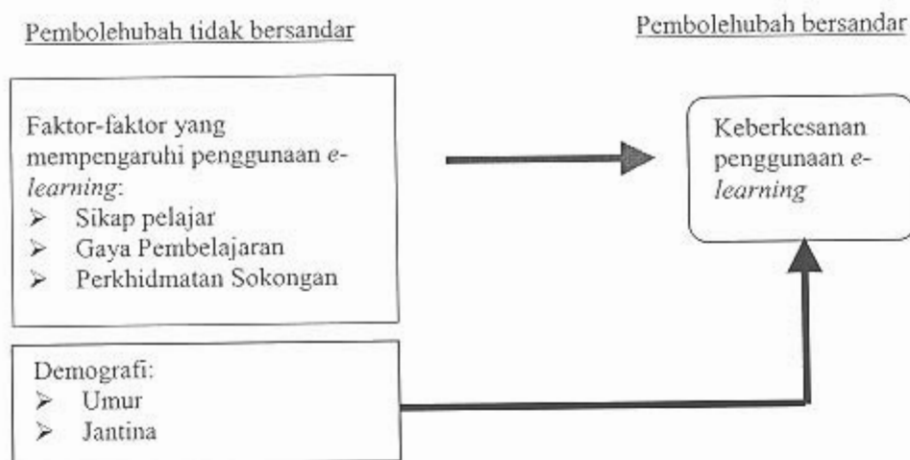 Pembolehubah tidak bersandar
Pembolehubah bersandar
Faktor-faktor yang
mempengaruhi penggunaan e-
learning:
➢ Sikap pelajar
➢ Gaya Pembelajaran
➢ Perkhidmatan Sokongan
Keberkesanan
penggunaan e-
learning
Demografi:
➢ Umur
➢ Jantina